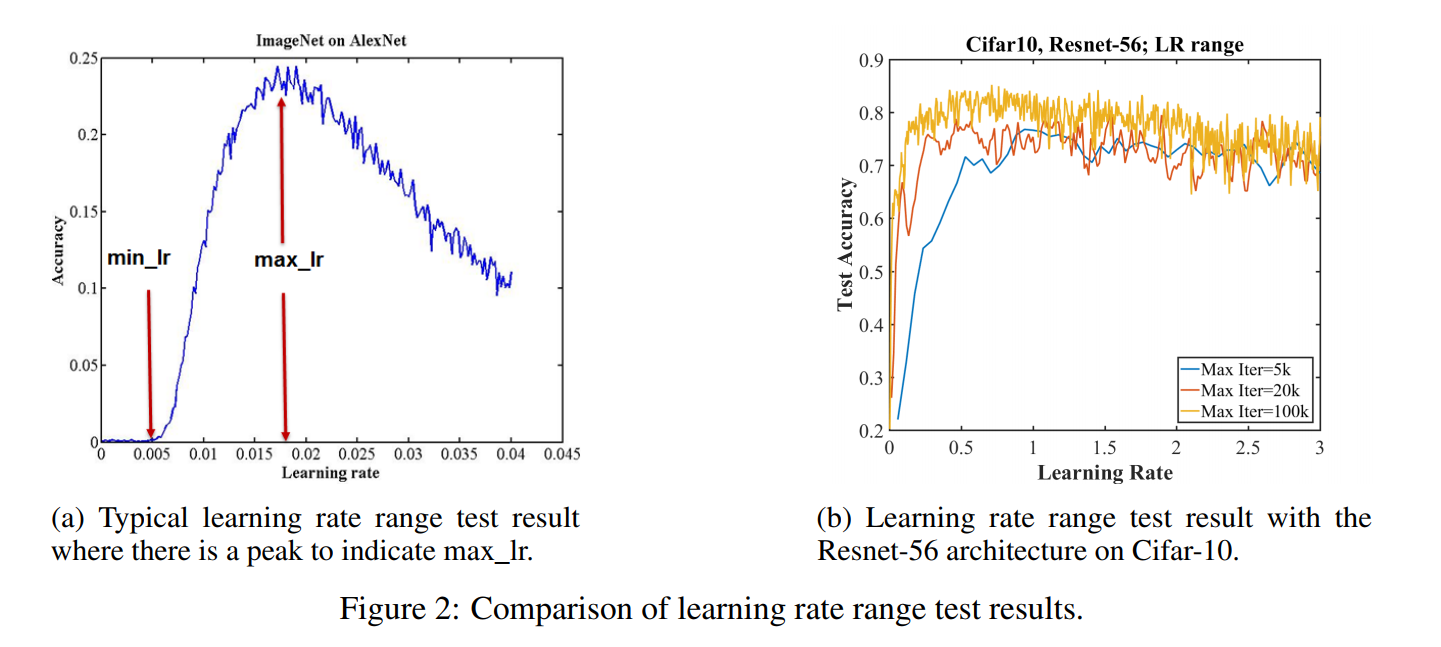 ImageNet on AlexNet
0.25
0.2
0.15
0.1
0.05
0
Accuracy
min_lr
max_lr
0 0.005 0.01 0.015 0.02 0.025 0.03 0.035 0.04 0.045
Learning rate
(a) Typical learning rate range test result
where there is a peak to indicate max_lr.
Cifar10, Resnet-56; LR range
0.9
0.8
0.7
0.6
0.5
0.4
0.3
0.2
Test Accuracy
Max Iter=5k
Max Iter=20k
Max Iter=100k
0 0.5 1 1.5 2 2.5 3
Learning Rate
(b) Learning rate range test result with the
Resnet-56 architecture on Cifar-10.
Figure 2: Comparison of learning rate range test results.